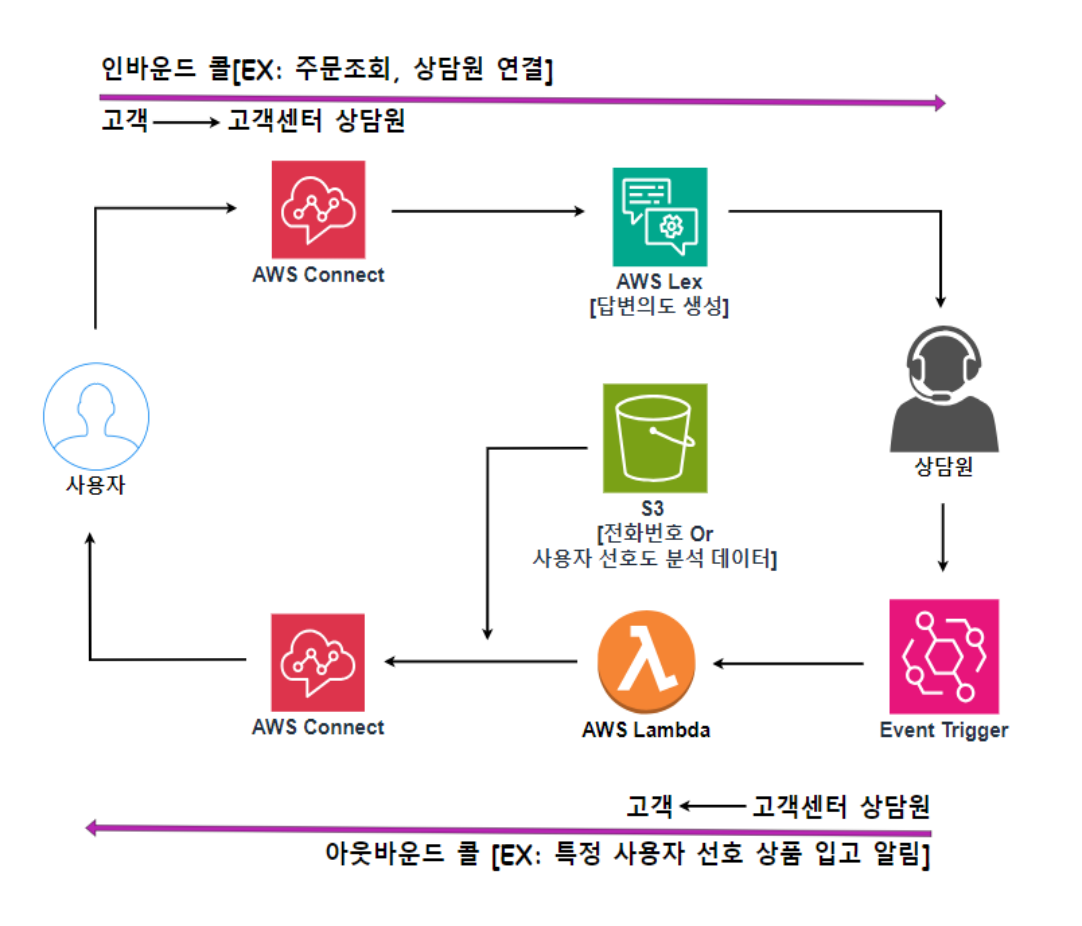 인바운드 콜[EX: 주문조회, 상담원 연결]
고객 → 고객센터 상담원
AWS Connect
AWS Lex
[답변의도 생성]
사용자
상담원
S3
[전화번호 Or
사용자 선호도 분석 데이터]
AWS Connect
AWS Lambda
Event Trigger
고객 ← 고객센터 상담원
아웃바운드 콜 [EX: 특정 사용자 선호 상품 입고 알림]